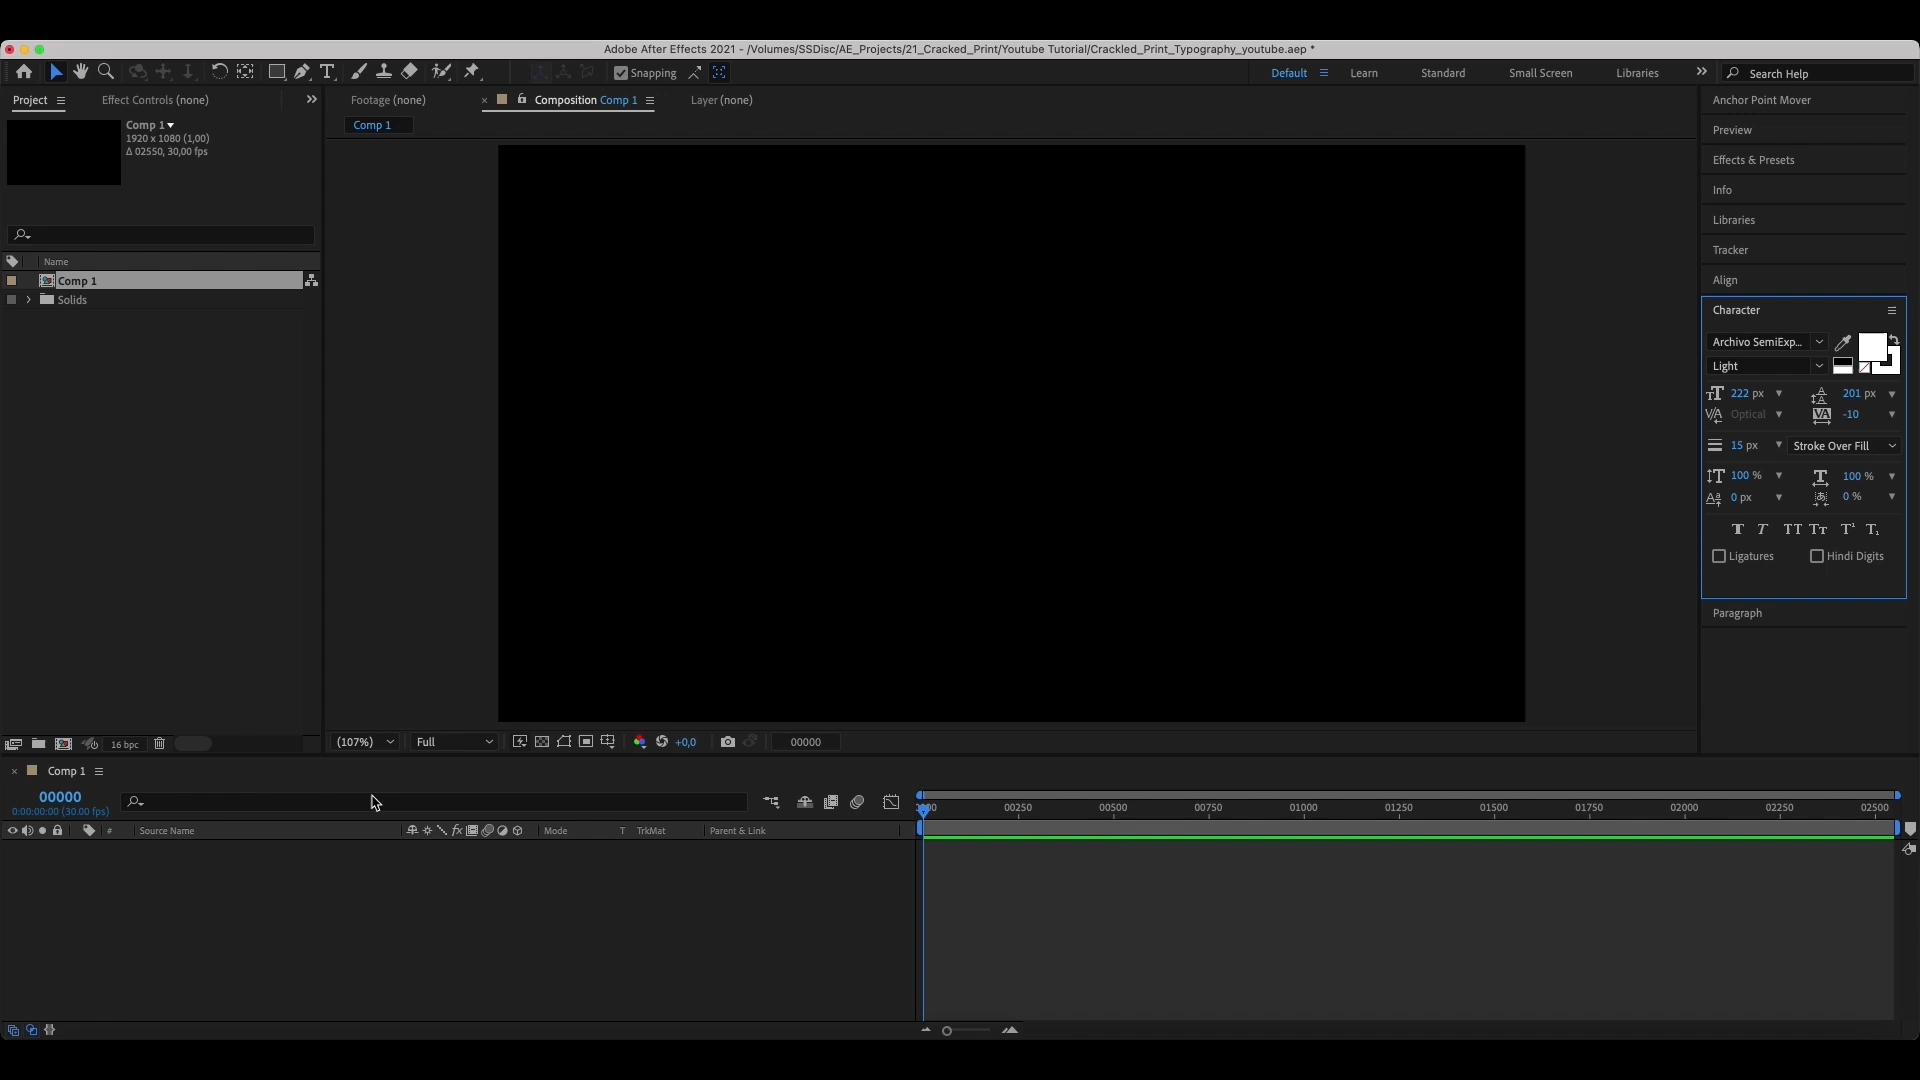 Adobe After Effects 2021 - /Volumes/SSDisc/AE_Projects/21_Cracked_Print/Youtube Tutorial/Crackled_Print_Typography_youtube.aep *
Snapping
Default
Learn
Standard
Small Screen
Libraries
Search Help
Project
Effect Controls (none)
Footage (none)
Composition Comp 1
Layer (none)
Comp 1
Comp 1
1920 x 1080 (1,00)
Δ 02550, 30,00 fps
Name
Comp 1
Solids
16 bpc
(107%)
Full
+0,0
00000
Anchor Point Mover
Preview
Effects & Presets
Info
Libraries
Tracker
Align
Character
Archivo SemiExp...
Light
222 px
201 px
Optical
-10
15 px
Stroke Over Fill
100 %
100 %
0 px
0 %
Ligatures
Hindi Digits
Paragraph
Comp 1
00000
0:00:00:00 (30.00 fps)
# Source Name
Mode
T TrkMat
Parent & Link
00250 00500 00750 01000 01250 01500 01750 02000 02250 02500